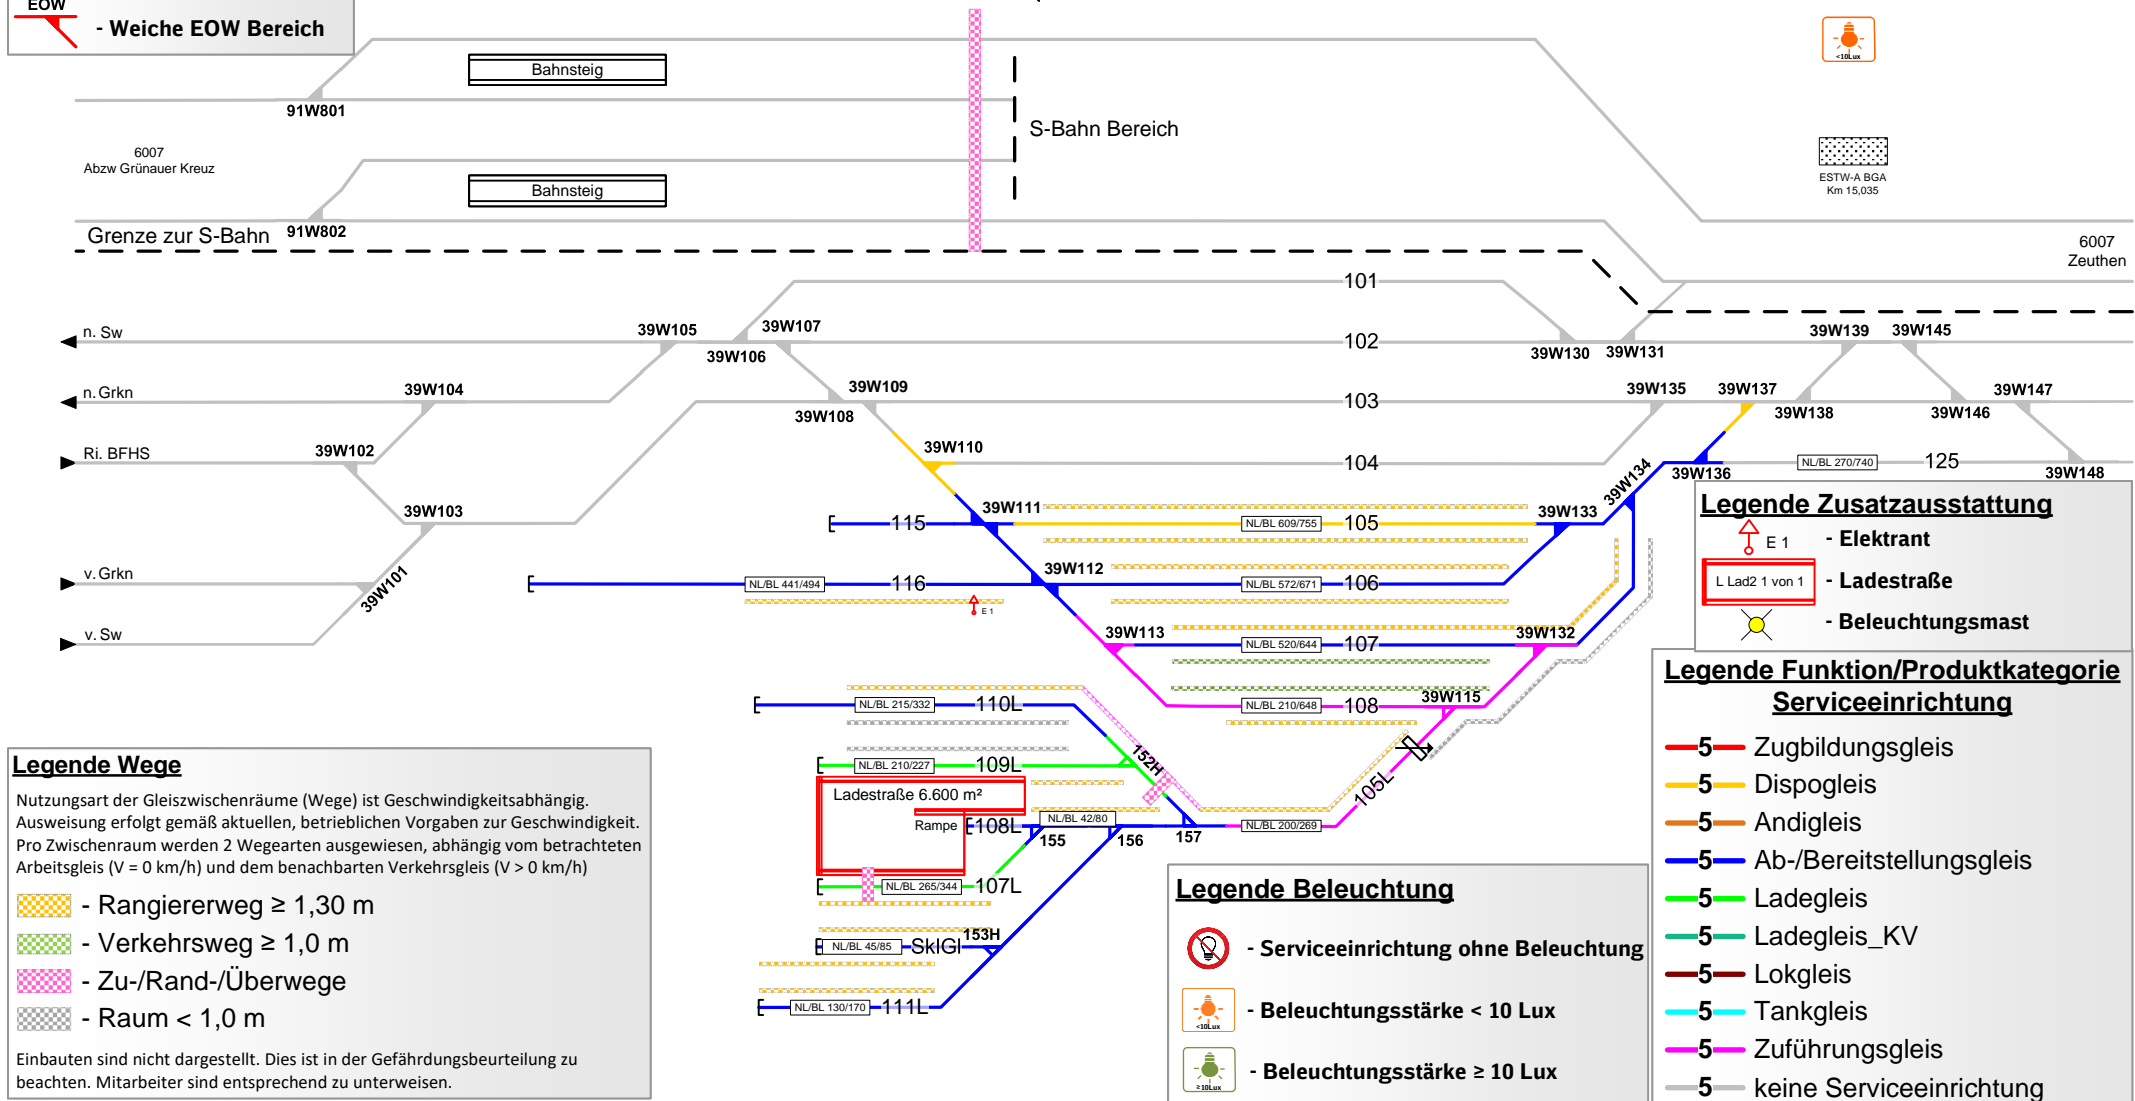 EOW
- Weiche EOW Bereich
Bahnsteig
91W801
S-Bahn Bereich
6007
Abzw Grünauer Kreuz
Bahnsteig
91W802
Grenze zur S-Bahn
<10Lux
ESTW-A BGA
Km 15,035
6007
Zeuthen
101
n. Sw
39W105
39W107
39W106
102
39W130
39W131
39W139
39W145
n. Grkn
39W104
39W109
39W108
103
39W135
39W137
39W138
39W146
39W147
Ri. BFHS
39W102
39W110
104
39W134
39W136
NL/BL 270/740
125
39W148
39W103
115
39W111
NL/BL 609/755
105
39W133
v. Grkn
39W101
NL/BL 441/494
116
39W112
NL/BL 572/671
106
E 1
v. Sw
39W113
NL/BL 520/644
107
39W132
NL/BL 215/332
110L
NL/BL 210/648
108
39W115
NL/BL 210/227
109L
152H
105L
Ladestraße 6.600 m²
Rampe
108L
NL/BL 42/80
155
156
157
NL/BL 200/269
NL/BL 265/344
107L
NL/BL 45/85
SklGl
153H
NL/BL 130/170
111L
Legende Zusatzausstattung
E 1
- Elektrant
L Lad2 1 von 1
- Ladestraße
- Beleuchtungsmast
Legende Funktion/Produktkategorie
Serviceeinrichtung
5 Zugbildungsgleis
5 Dispogleis
5 Andigleis
5 Ab-/Bereitstellungsgleis
5 Ladegleis
5 Ladegleis_KV
5 Lokgleis
5 Tankgleis
5 Zuführungsgleis
5 keine Serviceeinrichtung
Legende Wege
Nutzungsart der Gleiszwischenräume (Wege) ist Geschwindigkeitsabhängig.
Ausweisung erfolgt gemäß aktuellen, betrieblichen Vorgaben zur Geschwindigkeit.
Pro Zwischenraum werden 2 Wegearten ausgewiesen, abhängig vom betrachteten
Arbeitsgleis (V = 0 km/h) und dem benachbarten Verkehrsgleis (V > 0 km/h)
- Rangiererweg ≥ 1,30 m
- Verkehrsweg ≥ 1,0 m
- Zu-/Rand-/Überwege
- Raum < 1,0 m
Einbauten sind nicht dargestellt. Dies ist in der Gefährdungsbeurteilung zu
beachten. Mitarbeiter sind entsprechend zu unterweisen.
Legende Beleuchtung
- Serviceeinrichtung ohne Beleuchtung
<10Lux
- Beleuchtungsstärke < 10 Lux
≥10Lux
- Beleuchtungsstärke ≥ 10 Lux